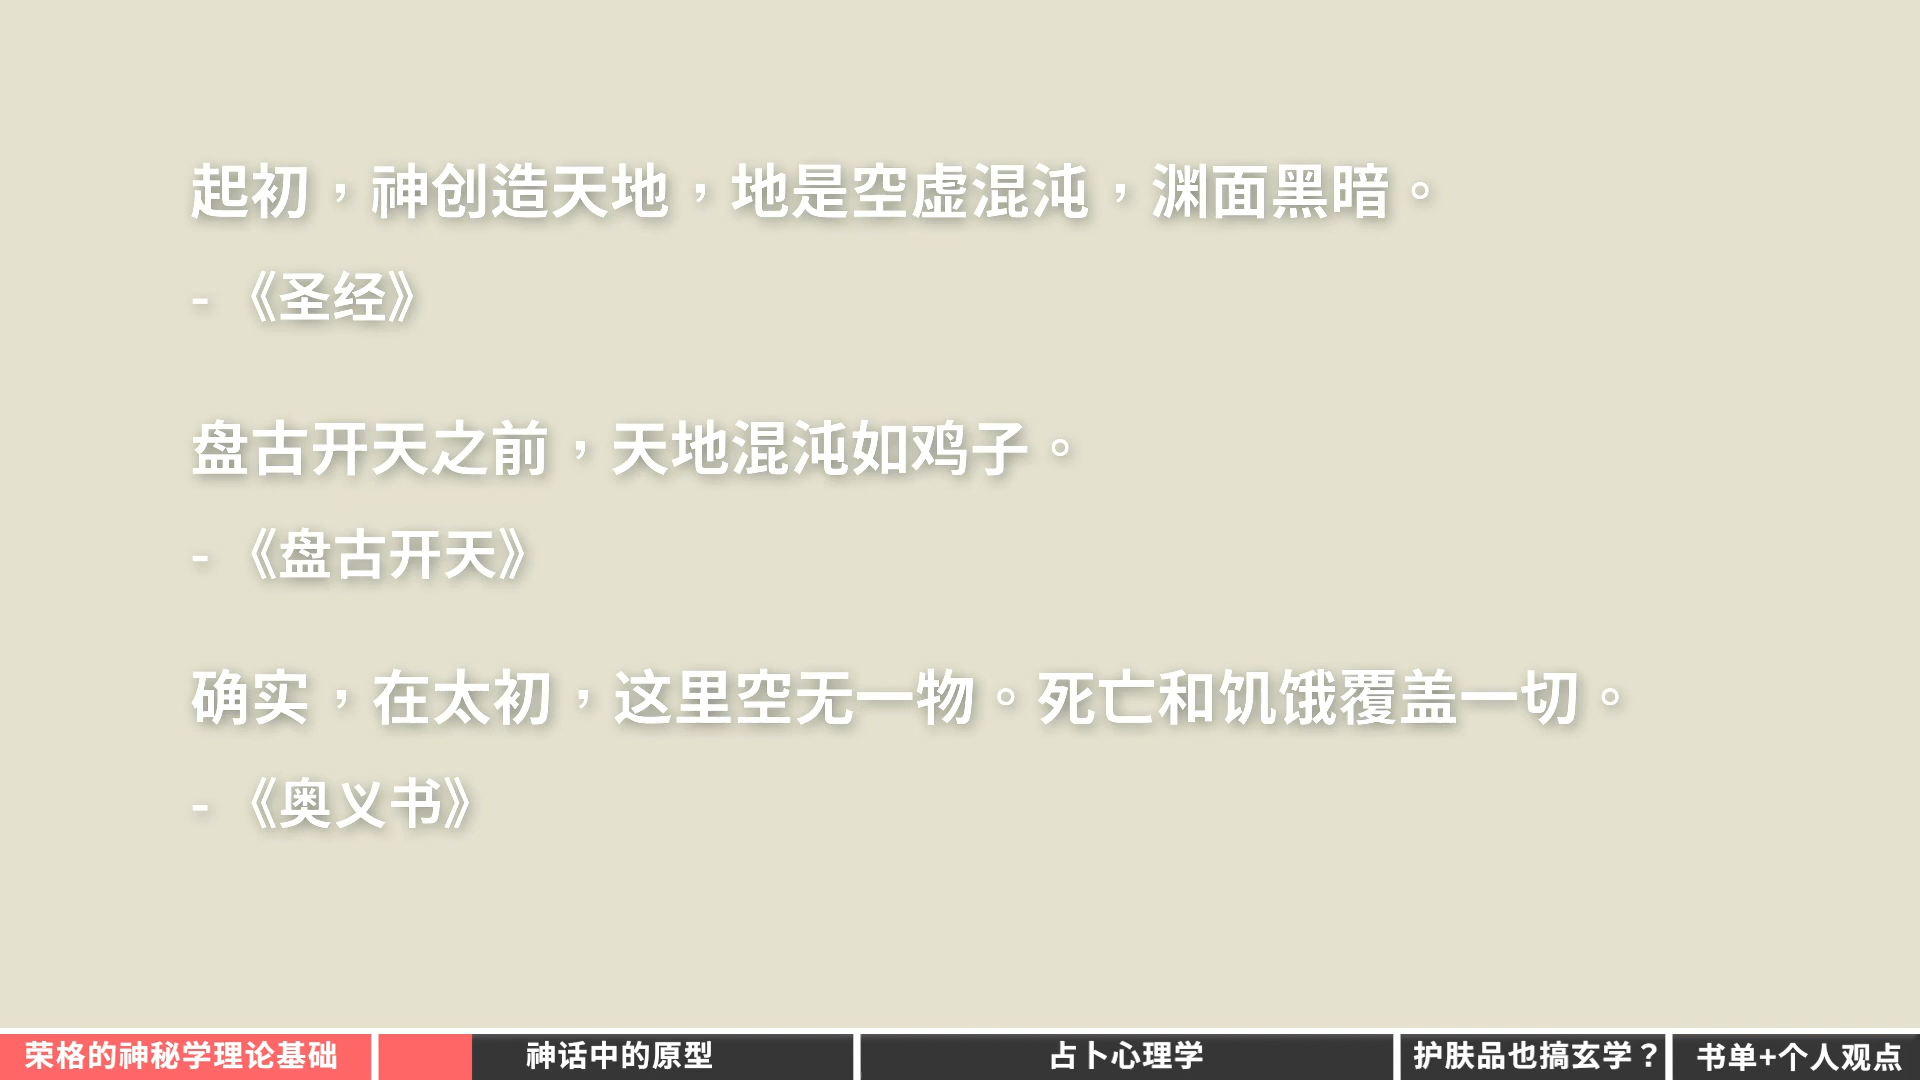 起初，神创造天地，地是空虚混沌，渊面黑暗。
- 《圣经》
盘古开天之前，天地混沌如鸡子。
- 《盘古开天》
确实，在太初，这里空无一物。死亡和饥饿覆盖一切。
- 《奥义书》
荣格的神秘学理论基础 神话中的原型 占卜心理学 护肤品也搞玄学？ 书单+个人观点